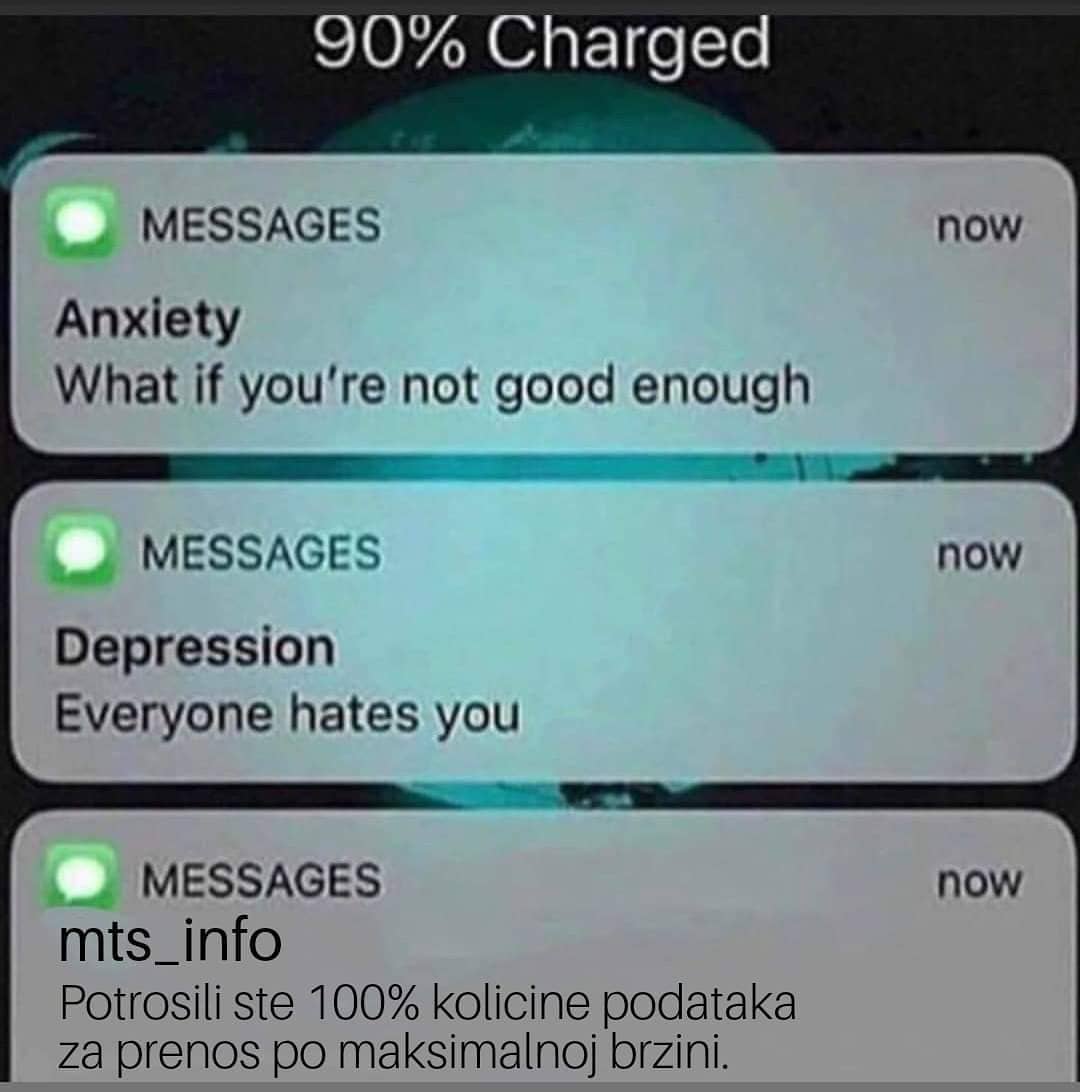 90% Charged
MESSAGES now
Anxiety
What if you're not good enough
MESSAGES now
Depression
Everyone hates you
MESSAGES now
mts_info
Potrosili ste 100% kolicine podataka
za prenos po maksimalnoj brzini.